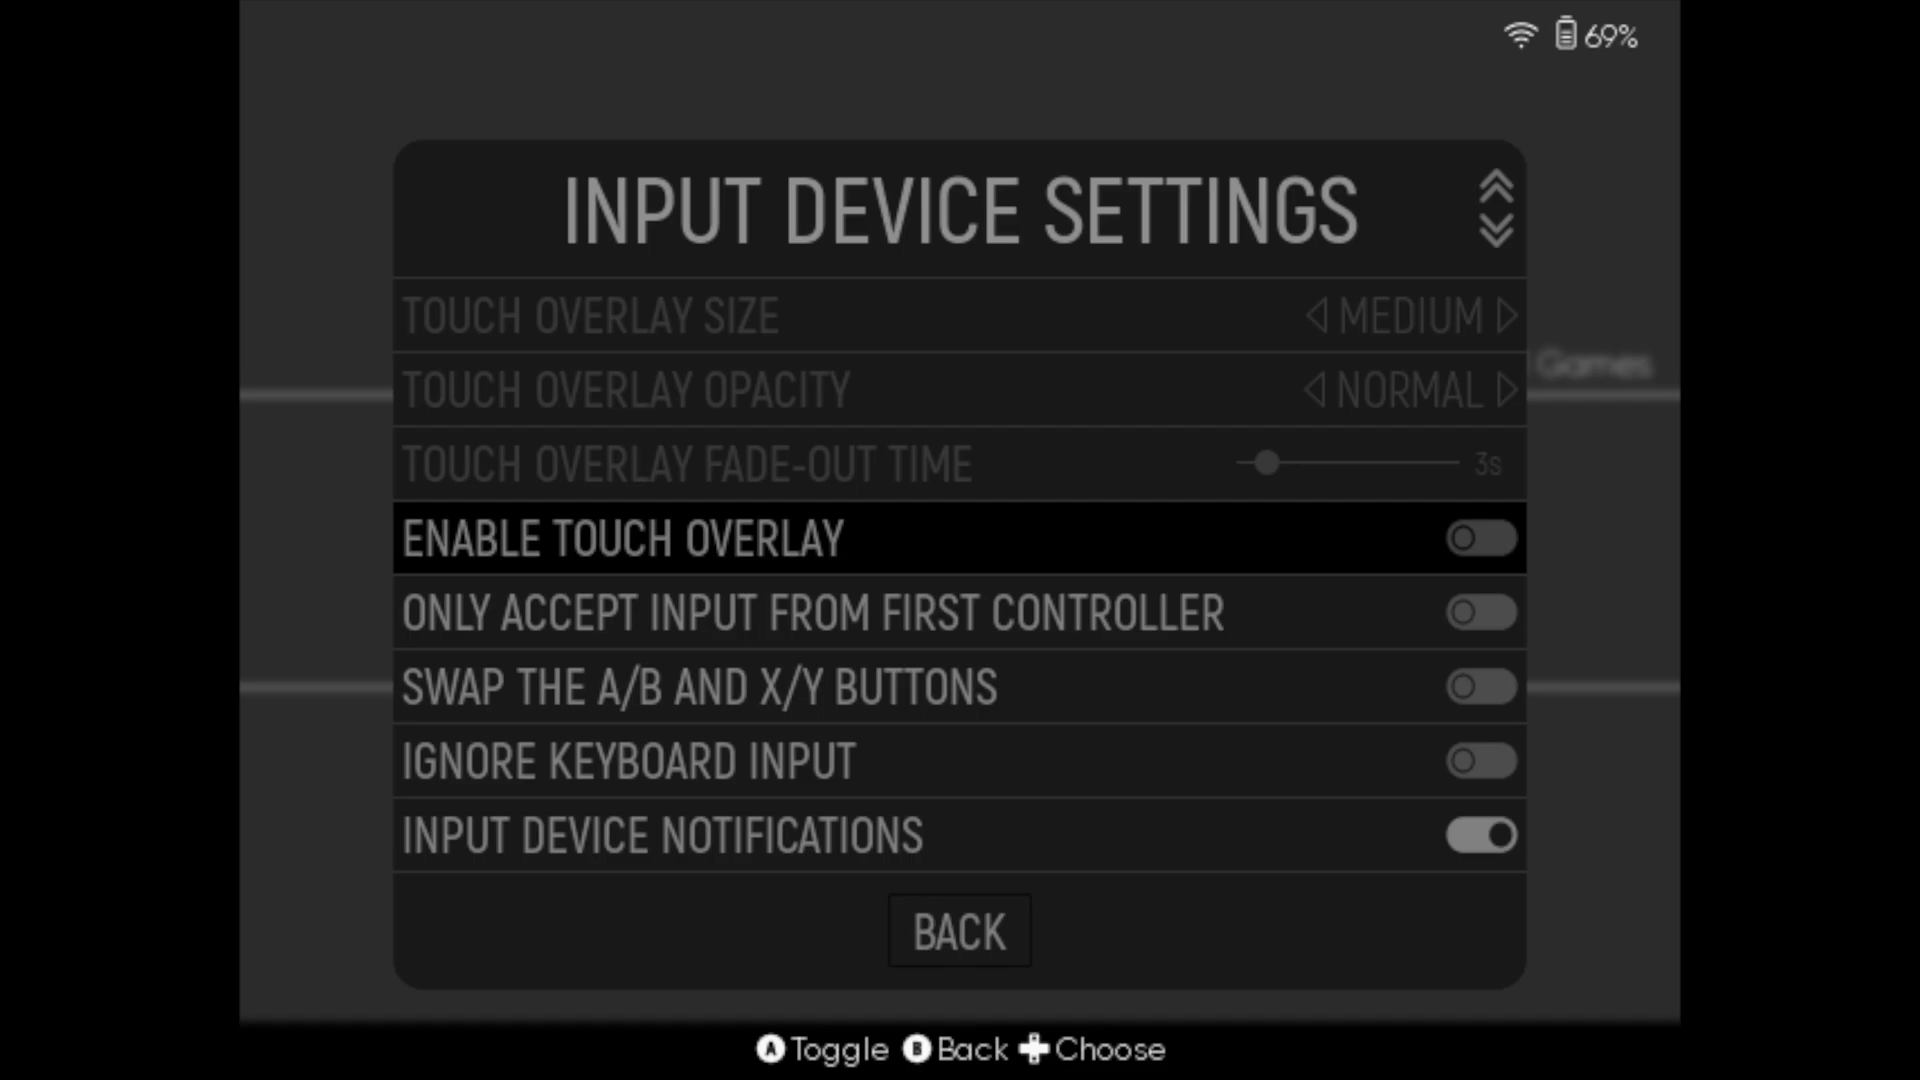 69%
INPUT DEVICE SETTINGS
TOUCH OVERLAY SIZE MEDIUM
TOUCH OVERLAY OPACITY NORMAL
Games
TOUCH OVERLAY FADE-OUT TIME 3s
ENABLE TOUCH OVERLAY
ONLY ACCEPT INPUT FROM FIRST CONTROLLER
SWAP THE A/B AND X/Y BUTTONS
IGNORE KEYBOARD INPUT
INPUT DEVICE NOTIFICATIONS
BACK
A Toggle B Back Choose